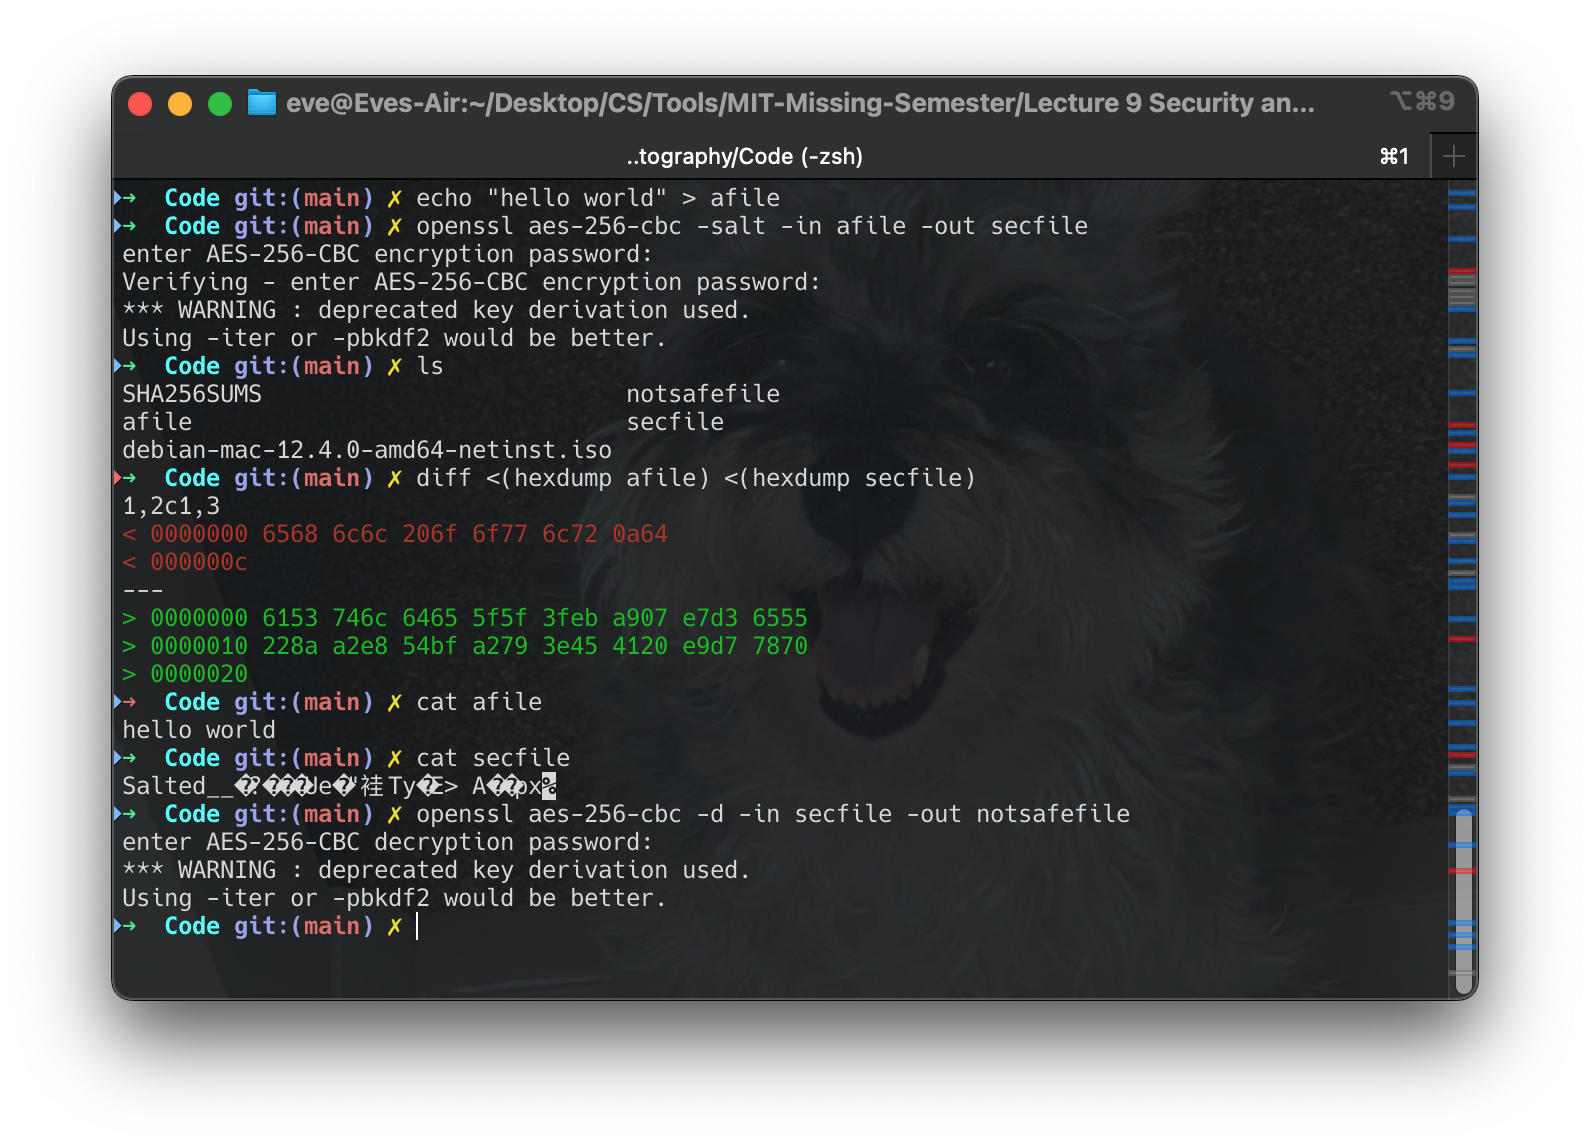 eve@Eves-Air:~/Desktop/CS/Tools/MIT-Missing-Semester/Lecture 9 Security an... ⌥⌘9
..tography/Code (-zsh) ⌘1
➜ Code git:(main) ✗ echo "hello world" > afile
➜ Code git:(main) ✗ openssl aes-256-cbc -salt -in afile -out secfile
enter AES-256-CBC encryption password:
Verifying - enter AES-256-CBC encryption password:
*** WARNING : deprecated key derivation used.
Using -iter or -pbkdf2 would be better.
➜ Code git:(main) ✗ ls
SHA256SUMS notsafefile
afile secfile
debian-mac-12.4.0-amd64-netinst.iso
➜ Code git:(main) ✗ diff <(hexdump afile) <(hexdump secfile)
1,2c1,3
< 0000000 6568 6c6c 206f 6f77 6c72 0a64
< 000000c
---
> 0000000 6153 746c 6465 5f5f 3feb a907 e7d3 6555
> 0000010 228a a2e8 54bf a279 3e45 4120 e9d7 7870
> 0000020
➜ Code git:(main) ✗ cat afile
hello world
➜ Code git:(main) ✗ cat secfile
Salted__�?���Ue�"袿Ty�E> A��px%
➜ Code git:(main) ✗ openssl aes-256-cbc -d -in secfile -out notsafefile
enter AES-256-CBC decryption password:
*** WARNING : deprecated key derivation used.
Using -iter or -pbkdf2 would be better.
➜ Code git:(main) ✗